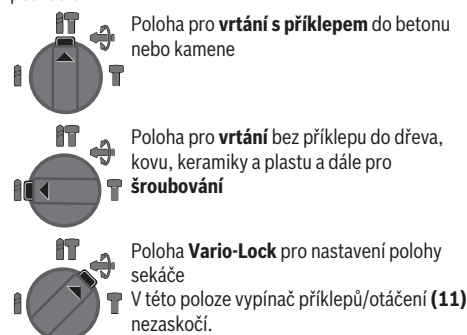 Poloha pro vrtání s příklepem do betonu
nebo kamene
Poloha pro vrtání bez příklepu do dřeva,
kovu, keramiky a plastu a dále pro
šroubování
Poloha Vario-Lock pro nastavení polohy
sekáče
V této poloze vypínač příklepů/otáčení (11)
nezaskočí.